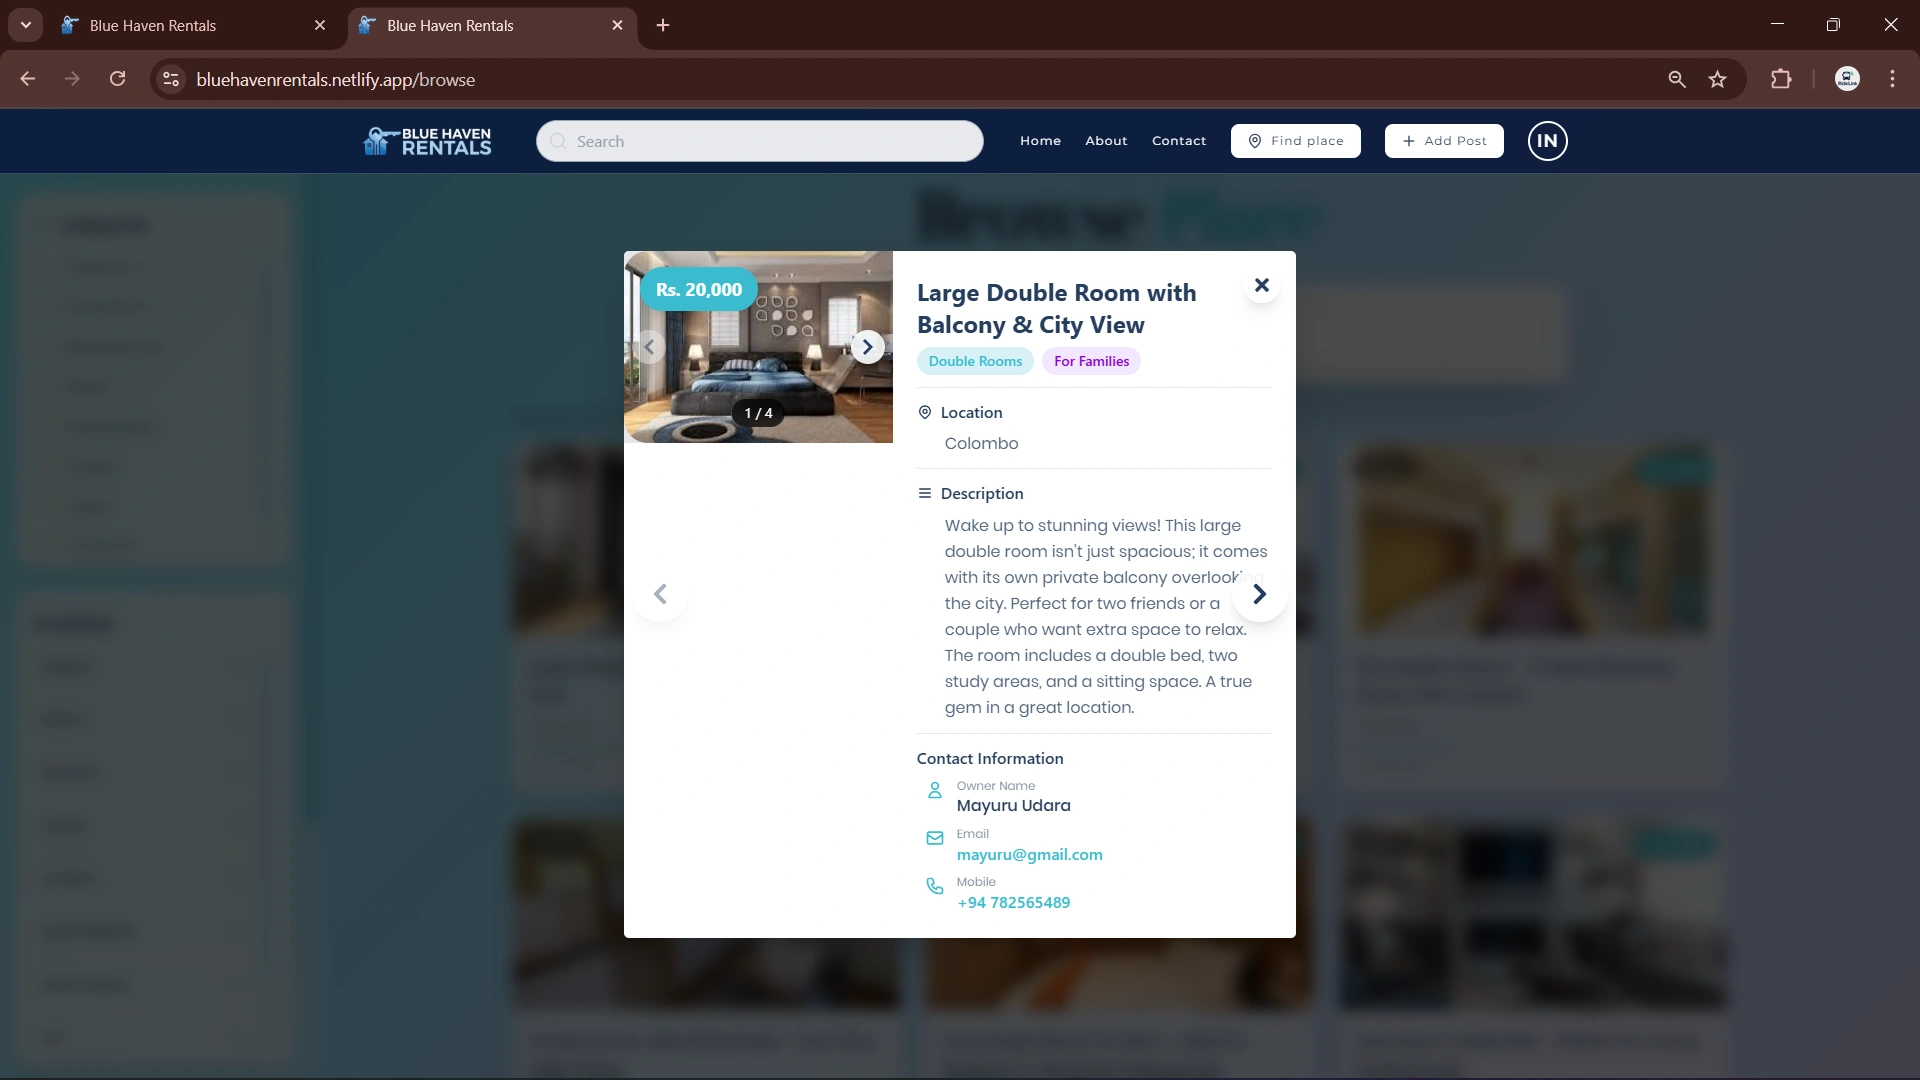 Blue Haven Rentals
Blue Haven Rentals
bluehavenrentals.netlify.app/browse
BLUE HAVEN
RENTALS
Search
Home
About
Contact
Find place
Add Post
IN
Browse Place
Rs. 20,000
1 / 4
Large Double Room with
Balcony & City View
Double Rooms
For Families
Location
Colombo
Description
Wake up to stunning views! This large
double room isn't just spacious; it comes
with its own private balcony overlooking
the city. Perfect for two friends or a
couple who want extra space to relax.
The room includes a double bed, two
study areas, and a sitting space. A true
gem in a great location.
Contact Information
Owner Name
Mayuru Udara
Email
mayuru@gmail.com
Mobile
+94 782565489